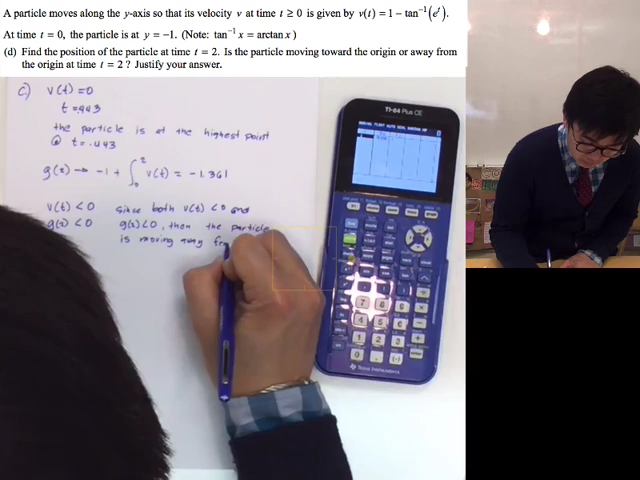 A particle moves along the y-axis so that its velocity v at time t ≥ 0 is given by v(t) = 1 − tan⁻¹(eᵗ).
At time t = 0, the particle is at y = −1. (Note: tan⁻¹ x = arctan x)
(d) Find the position of the particle at time t = 2. Is the particle moving toward the origin or away from
the origin at time t = 2? Justify your answer.
c) v(t) = 0
t = .443
the particle is at the highest point
@ t = .443
y(2) → −1 + ∫₀² v(t) = −1.361
v(t) < 0 since both v(t) < 0 and
y(2) < 0 y(2) < 0, then the particle
is moving away fr
TI-84 Plus CE
Texas Instruments